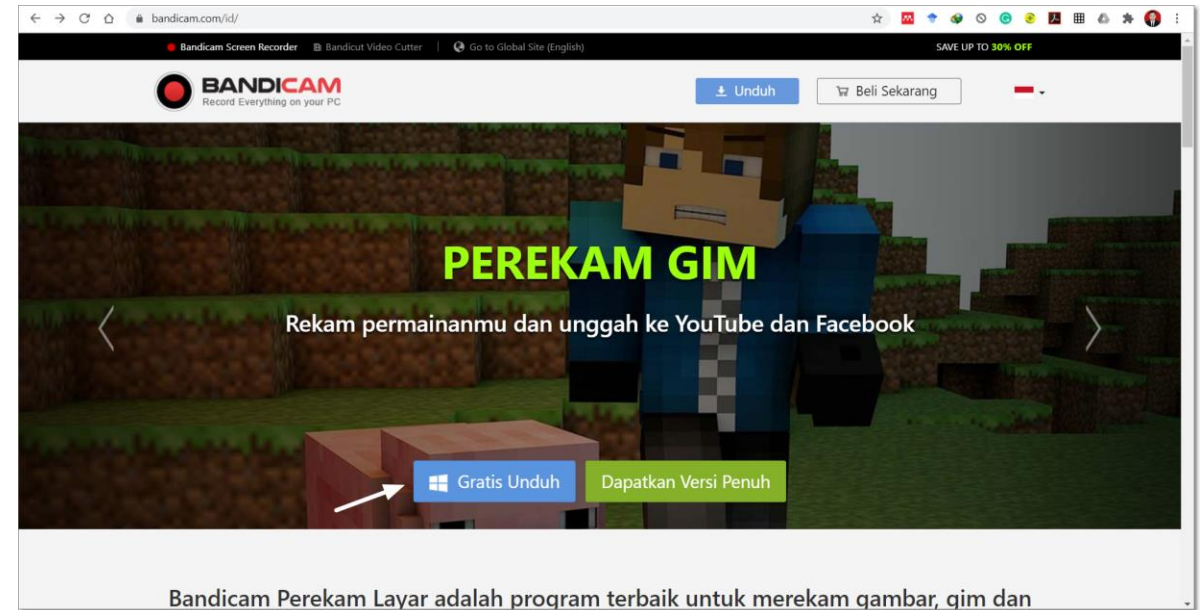 bandicam.com/id/
Bandicam Screen Recorder Bandicut Video Cutter Go to Global Site (English) SAVE UP TO 30% OFF
BANDICAM
Record Everything on your PC
Unduh Beli Sekarang
PEREKAM GIM
Rekam permainanmu dan unggah ke YouTube dan Facebook
Gratis Unduh Dapatkan Versi Penuh
Bandicam Perekam Layar adalah program terbaik untuk merekam gambar, gim dan